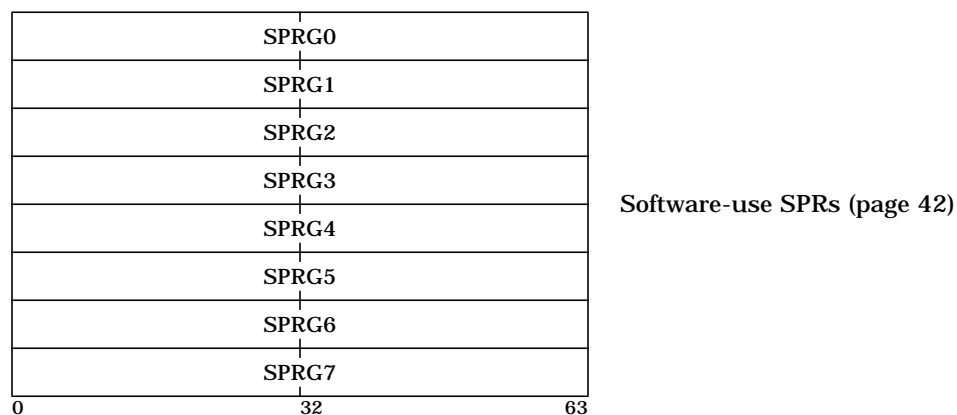 SPRG0
SPRG1
SPRG2
SPRG3
Software-use SPRs (page 42)
SPRG4
SPRG5
SPRG6
SPRG7
0 32 63